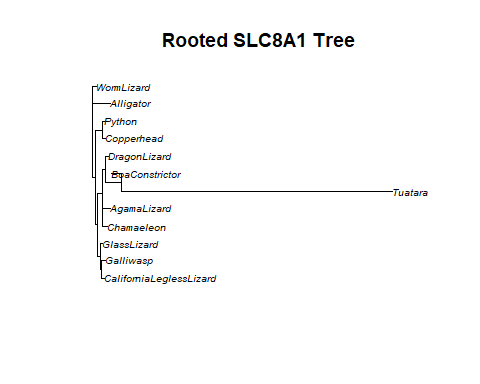 Rooted SLC8A1 Tree
WormLizard
Alligator
Python
Copperhead
DragonLizard
BoaConstrictor
Tuatara
AgamaLizard
Chamaeleon
GlassLizard
Galliwasp
CaliforniaLeglessLizard